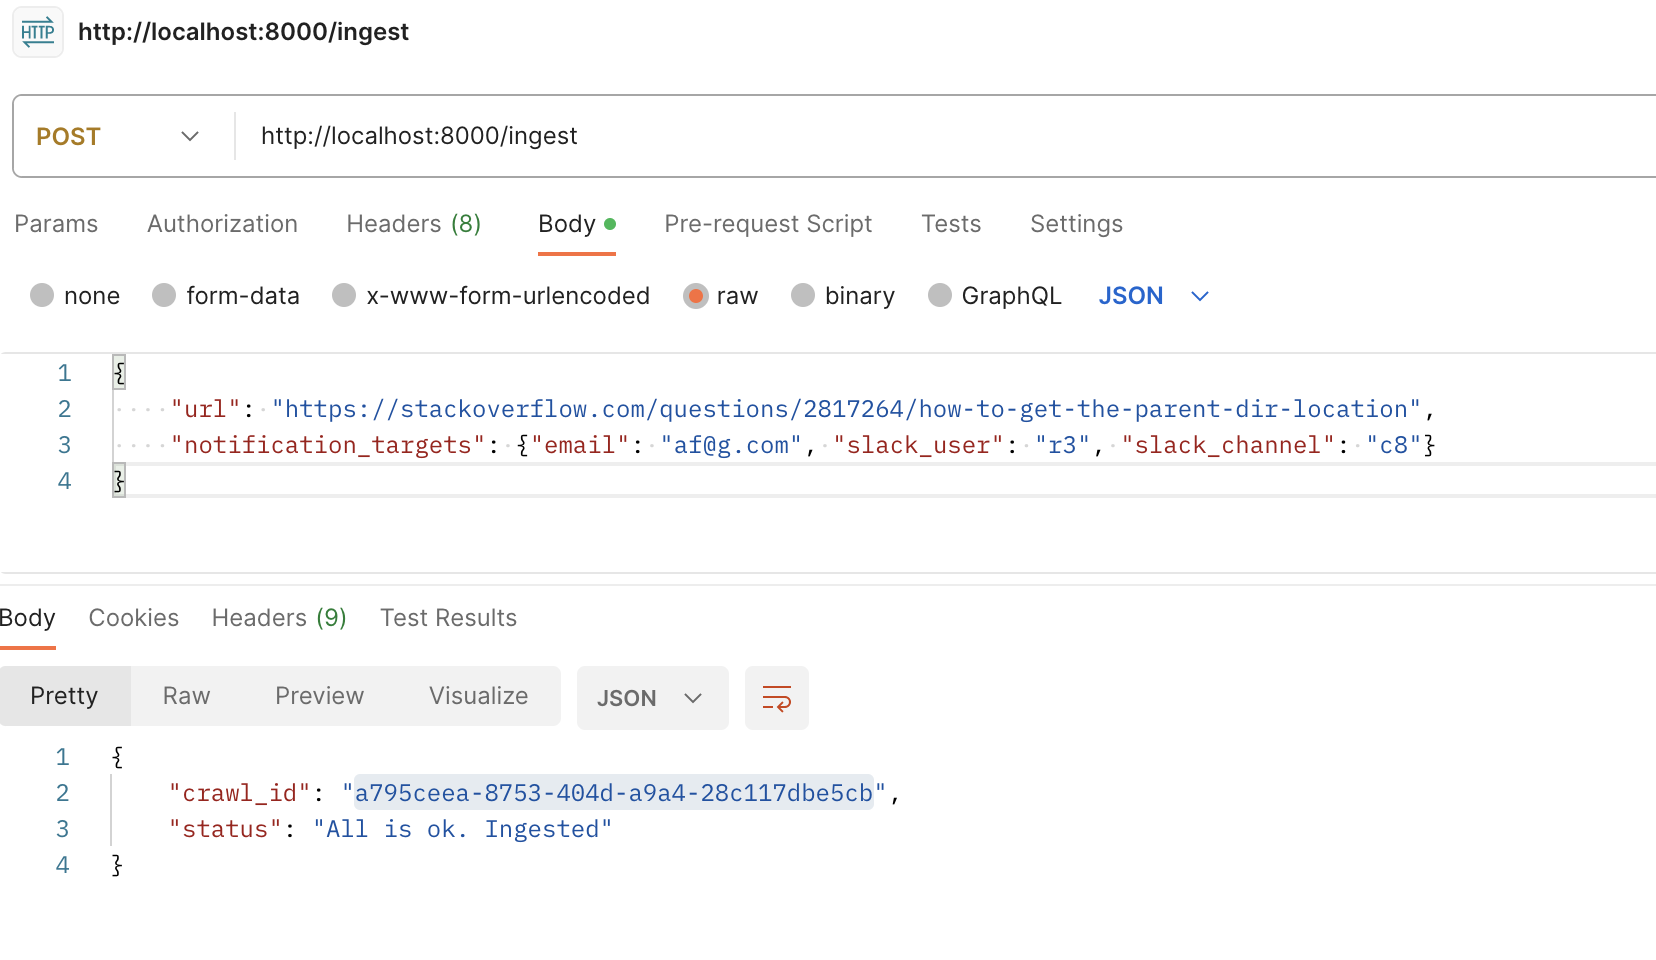 HTTP http://localhost:8000/ingest
POST http://localhost:8000/ingest
Params Authorization Headers (8) Body Pre-request Script Tests Settings
none form-data x-www-form-urlencoded raw binary GraphQL JSON
1 {
2 "url": "https://stackoverflow.com/questions/2817264/how-to-get-the-parent-dir-location",
3 "notification_targets": {"email": "af@g.com", "slack_user": "r3", "slack_channel": "c8"}
4 }
Body Cookies Headers (9) Test Results
Pretty Raw Preview Visualize JSON
1 {
2 "crawl_id": "a795ceea-8753-404d-a9a4-28c117dbe5cb",
3 "status": "All is ok. Ingested"
4 }